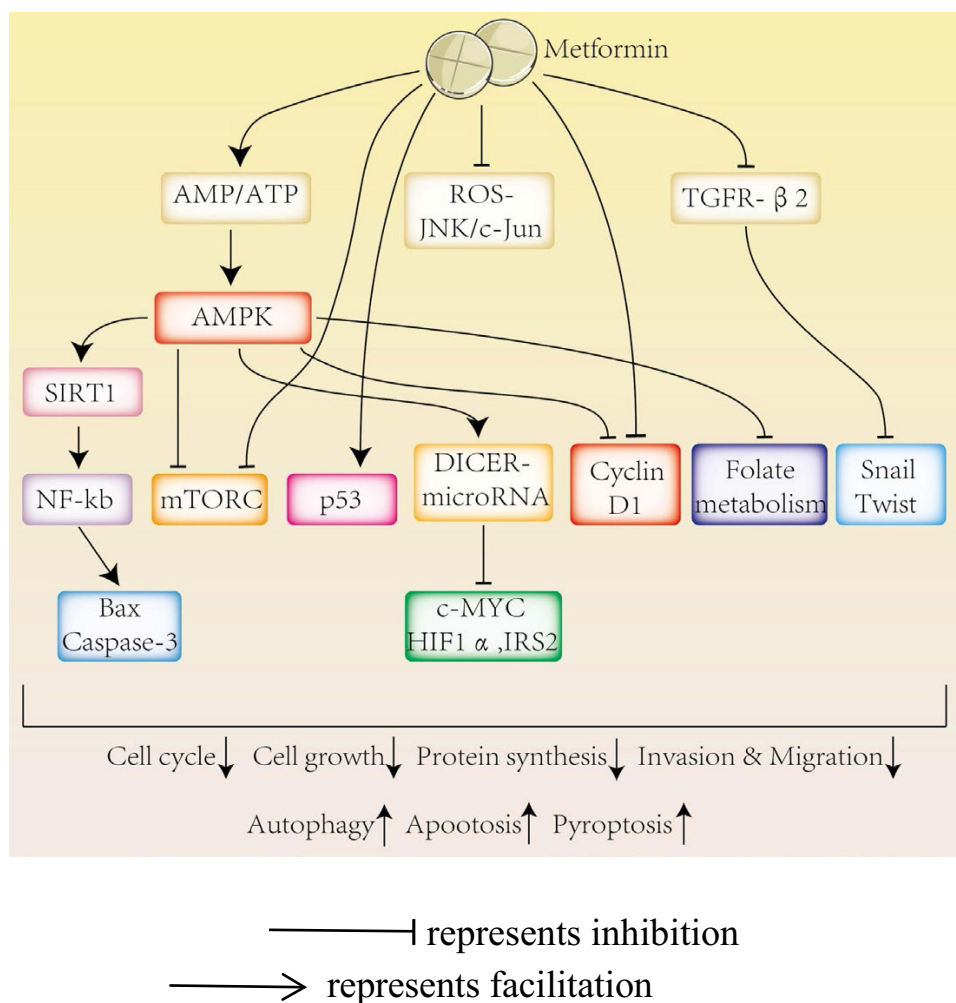 Metformin
AMP/ATP
ROS-
JNK/c-Jun
TGFR- β 2
AMPK
SIRT1
NF-kb
mTORC
p53
DICER-
microRNA
Cyclin
D1
Folate
metabolism
Snail
Twist
Bax
Caspase-3
c-MYC
HIF1 α ,IRS2
Cell cycle↓ Cell growth↓ Protein synthesis↓ Invasion & Migration↓
Autophagy↑ Apootosis↑ Pyroptosis↑
represents inhibition
represents facilitation